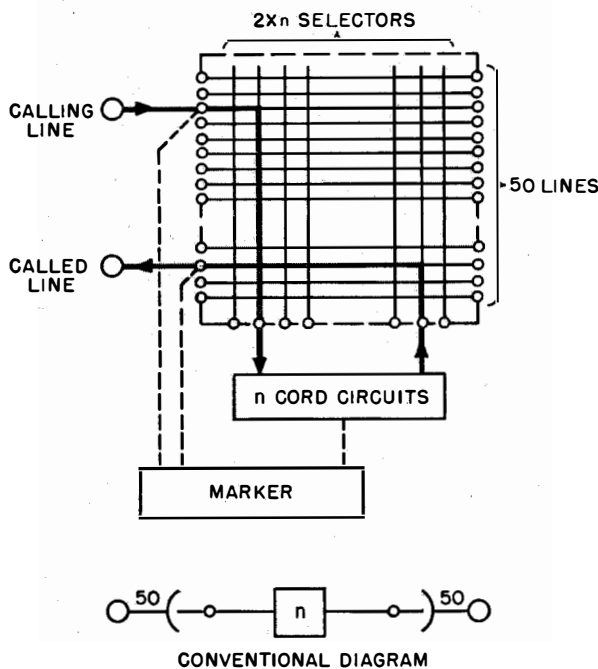 2Xn SELECTORS
CALLING
LINE
50 LINES
CALLED
LINE
n CORD CIRCUITS
MARKER
50
n
50
CONVENTIONAL DIAGRAM